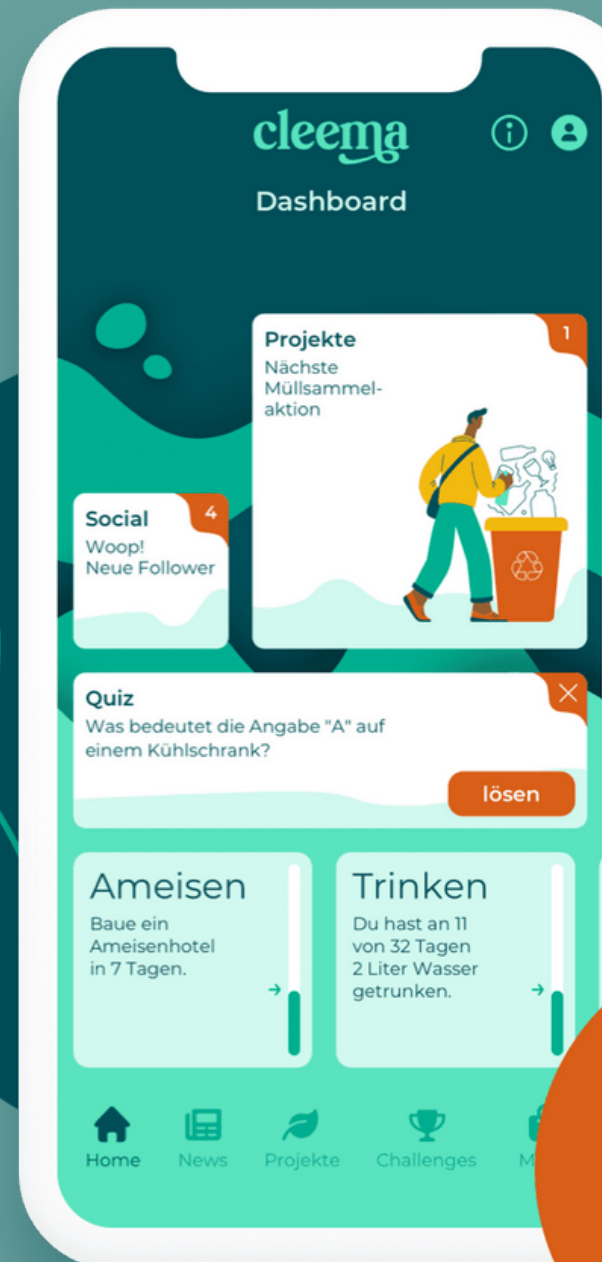 cleema
Dashboard
Projekte
1
Nächste
Müllsammel-
aktion
Social
4
Woop!
Neue Follower
Quiz
Was bedeutet die Angabe "A" auf
einem Kühlschrank?
lösen
Ameisen
Baue ein
Ameisenhotel
in 7 Tagen.
Trinken
Du hast an 11
von 32 Tagen
2 Liter Wasser
getrunken.
Home
News
Projekte
Challenges